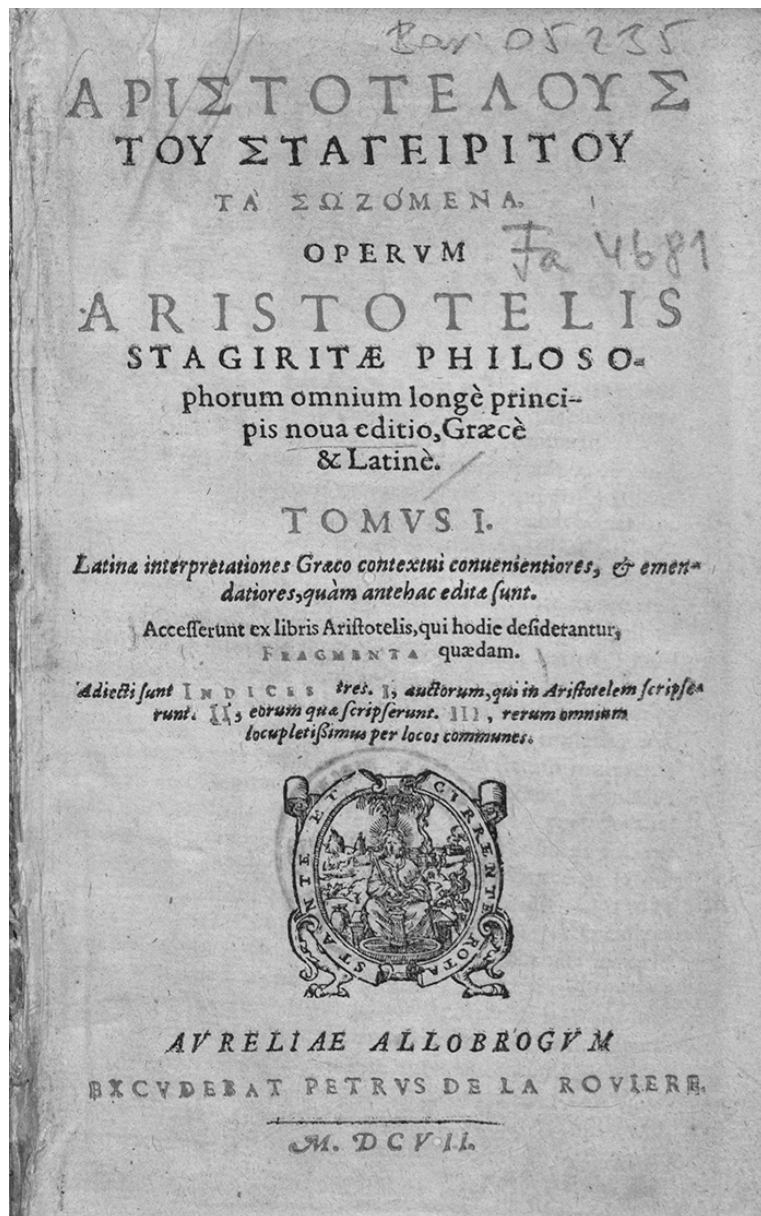 Bar 05235
ΑΡΙΣΤΟΤΕΛΟΥΣ
ΤΟΥ ΣΤΑΓΕΙΡΙΤΟΥ
ΤΑ ΣΩΖΌΜΕΝΑ.
OPERVM
Fa 4681
ARISTOTELIS
STAGIRITÆ PHILOSO-
phorum omnium longè princi-
pis noua editio, Græcè
& Latinè.
TOMVS I.
Latinæ interpretationes Græco contextui conuenientiores, & emen-
datiores, quàm antehac editæ ſunt.
Acceſſerunt ex libris Ariſtotelis, qui hodie deſiderantur,
FRAGMENTA quædam.
Adiecti ſunt INDICES tres. I, auctorum, qui in Ariſtotelem ſcripſe-
runt. II, eorum quæ ſcripſerunt. III, rerum omnium
locupletißimus per locos communes.
STANTE ET CVRRENTE ROTA
AVRELIAE ALLOBROGVM
EXCVDEBAT PETRVS DE LA ROVIERE.
M. DCVII.